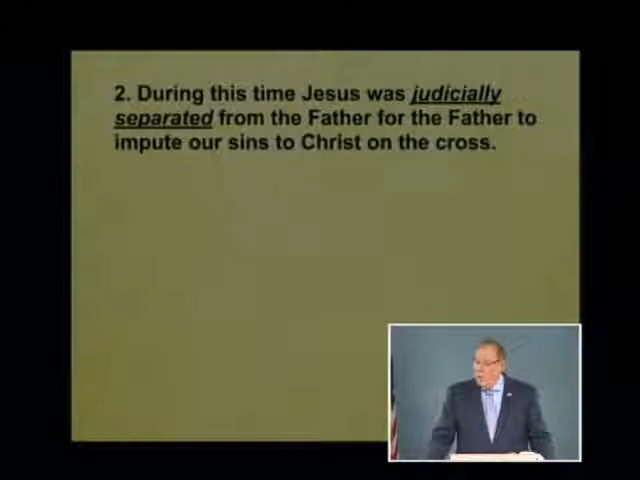 2. During this time Jesus was judicially
separated from the Father for the Father to
impute our sins to Christ on the cross.